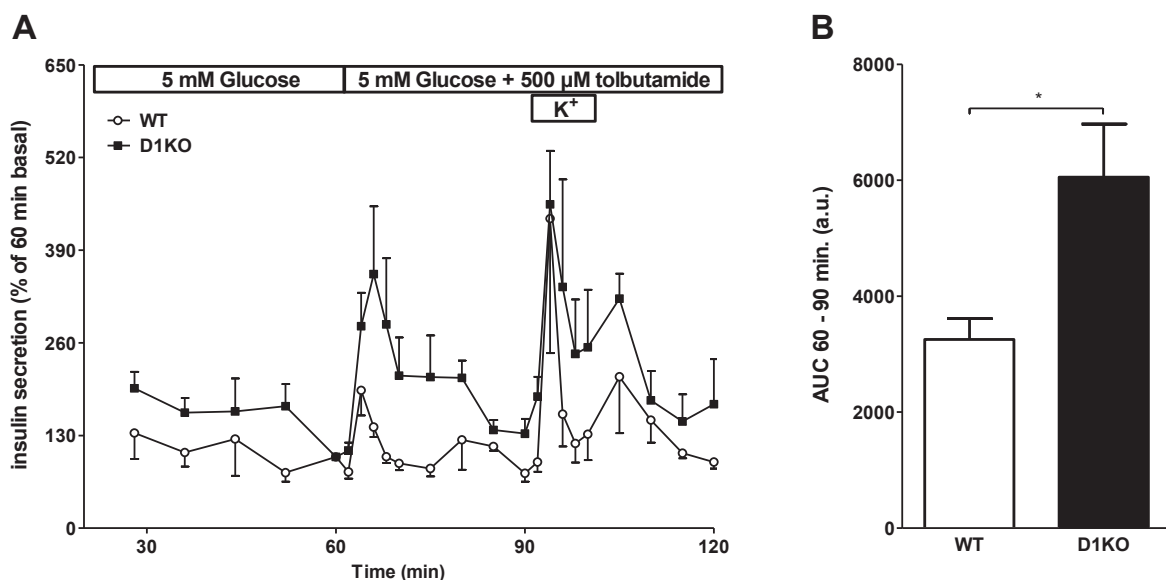 A
B
650
520
390
260
130
0
insulin secretion (% of 60 min basal)
5 mM Glucose
5 mM Glucose + 500 µM tolbutamide
K+
WT
D1KO
30
60
90
120
Time (min)
8000
6000
4000
2000
0
AUC 60 - 90 min. (a.u.)
*
WT
D1KO